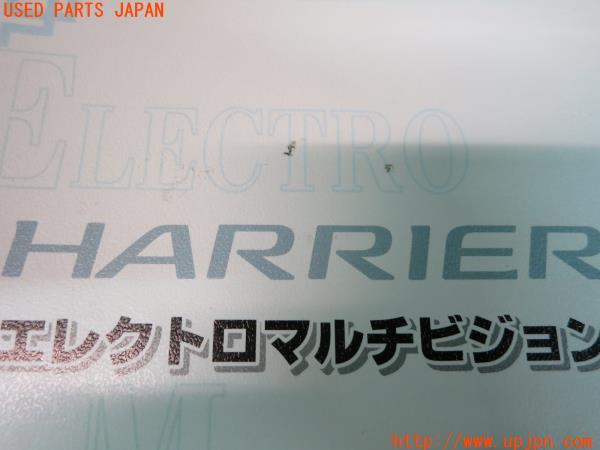 USED PARTS JAPAN
ELECTRO
HARRIER
エレクトロマルチビジョン
M
http://www.upjpn.com/